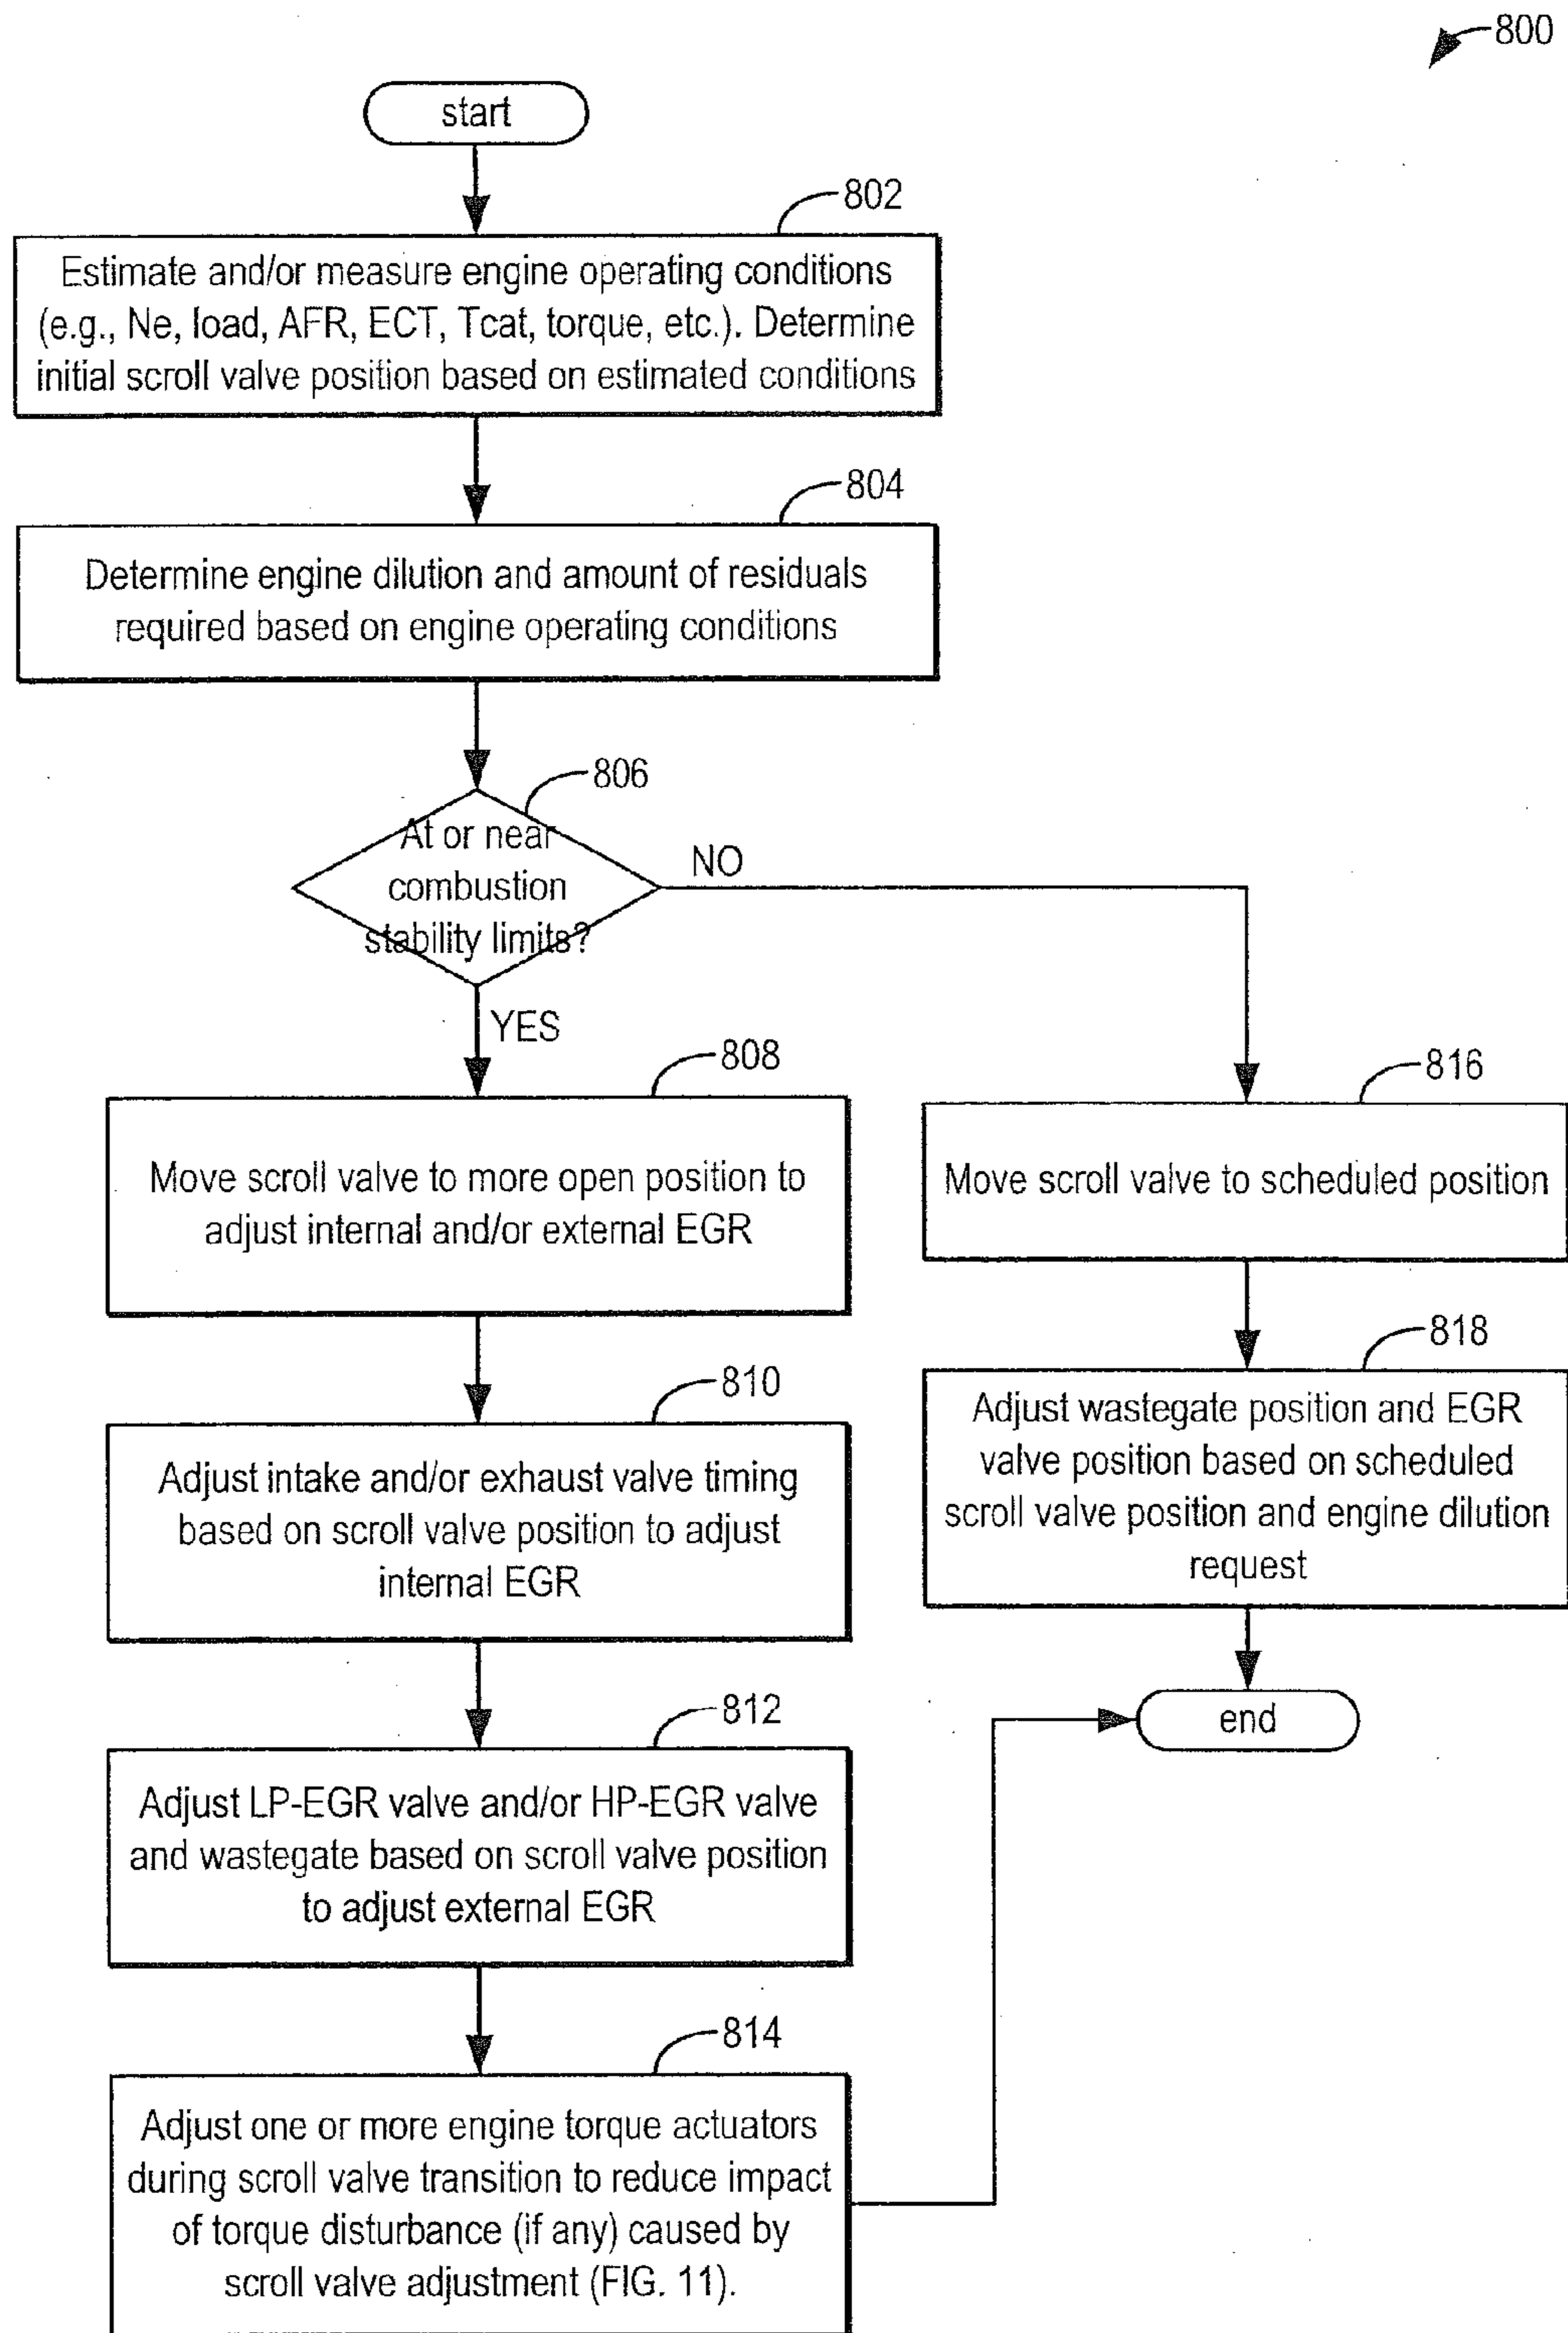 800
start
802
Estimate and/or measure engine operating conditions
(e.g., Ne, load, AFR, ECT, Tcat, torque, etc.). Determine
initial scroll valve position based on estimated conditions
804
Determine engine dilution and amount of residuals
required based on engine operating conditions
806
At or near
combustion
stability limits?
NO
YES
808
Move scroll valve to more open position to
adjust internal and/or external EGR
816
Move scroll valve to scheduled position
810
Adjust intake and/or exhaust valve timing
based on scroll valve position to adjust
internal EGR
818
Adjust wastegate position and EGR
valve position based on scheduled
scroll valve position and engine dilution
request
end
812
Adjust LP-EGR valve and/or HP-EGR valve
and wastegate based on scroll valve position
to adjust external EGR
814
Adjust one or more engine torque actuators
during scroll valve transition to reduce impact
of torque disturbance (if any) caused by
scroll valve adjustment (FIG. 11).